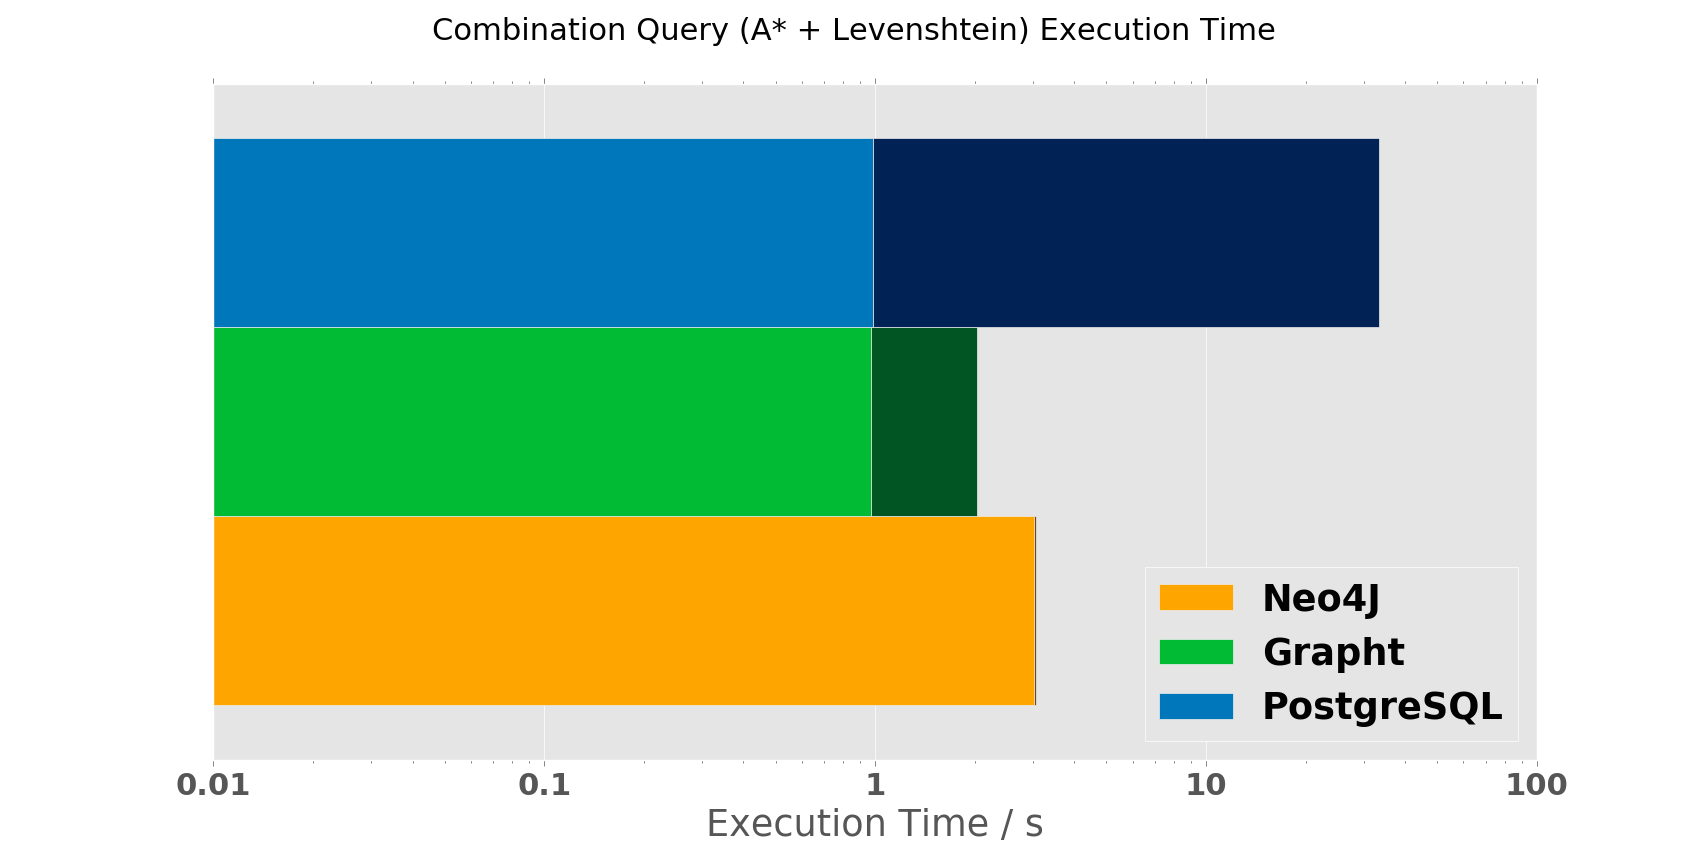 Combination Query (A* + Levenshtein) Execution Time
Neo4J
Grapht
PostgreSQL
0.01 0.1 1 10 100
Execution Time / s